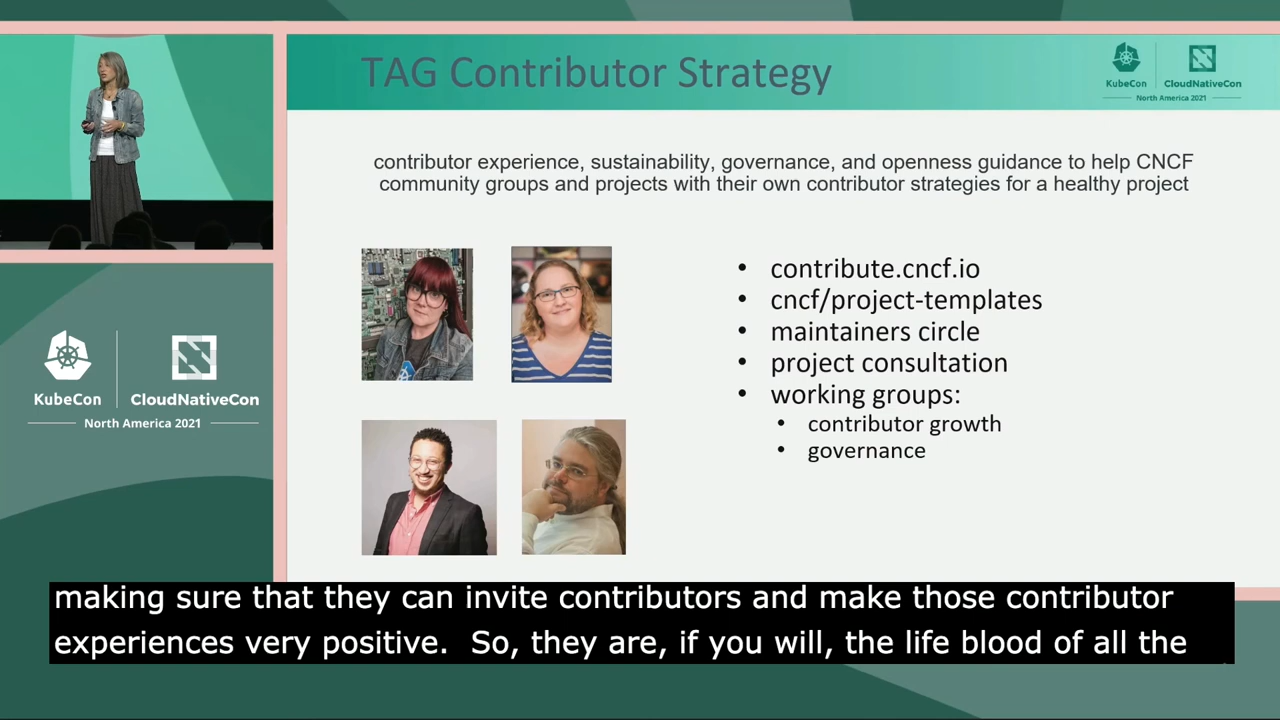 TAG Contributor Strategy
KubeCon
CloudNativeCon
North America 2021
contributor experience, sustainability, governance, and openness guidance to help CNCF
community groups and projects with their own contributor strategies for a healthy project
• contribute.cncf.io
• cncf/project-templates
• maintainers circle
• project consultation
• working groups:
• contributor growth
• governance
KubeCon
CloudNativeCon
North America 2021
making sure that they can invite contributors and make those contributor
experiences very positive.  So, they are, if you will, the life blood of all the